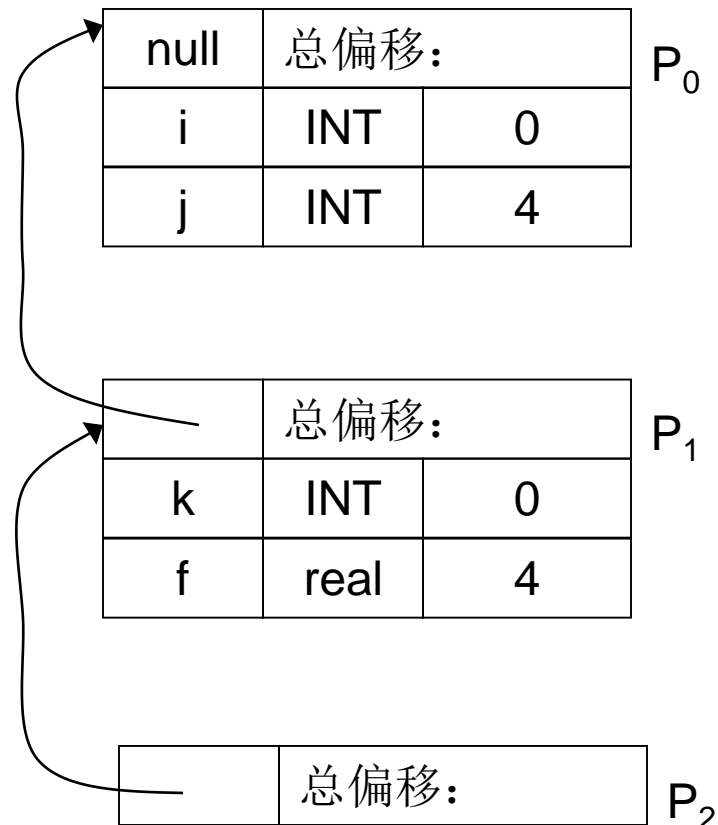 null 总偏移： P₀
i INT 0
j INT 4
总偏移： P₁
k INT 0
f real 4
总偏移： P₂